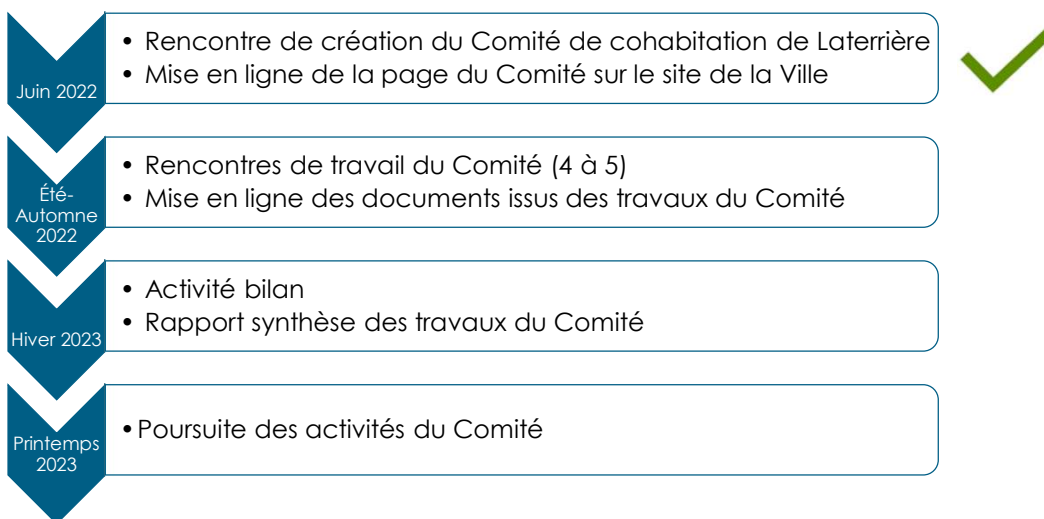 Juin 2022
• Rencontre de création du Comité de cohabitation de Laterrière
• Mise en ligne de la page du Comité sur le site de la Ville
Été-
Automne
2022
• Rencontres de travail du Comité (4 à 5)
• Mise en ligne des documents issus des travaux du Comité
Hiver 2023
• Activité bilan
• Rapport synthèse des travaux du Comité
Printemps
2023
• Poursuite des activités du Comité